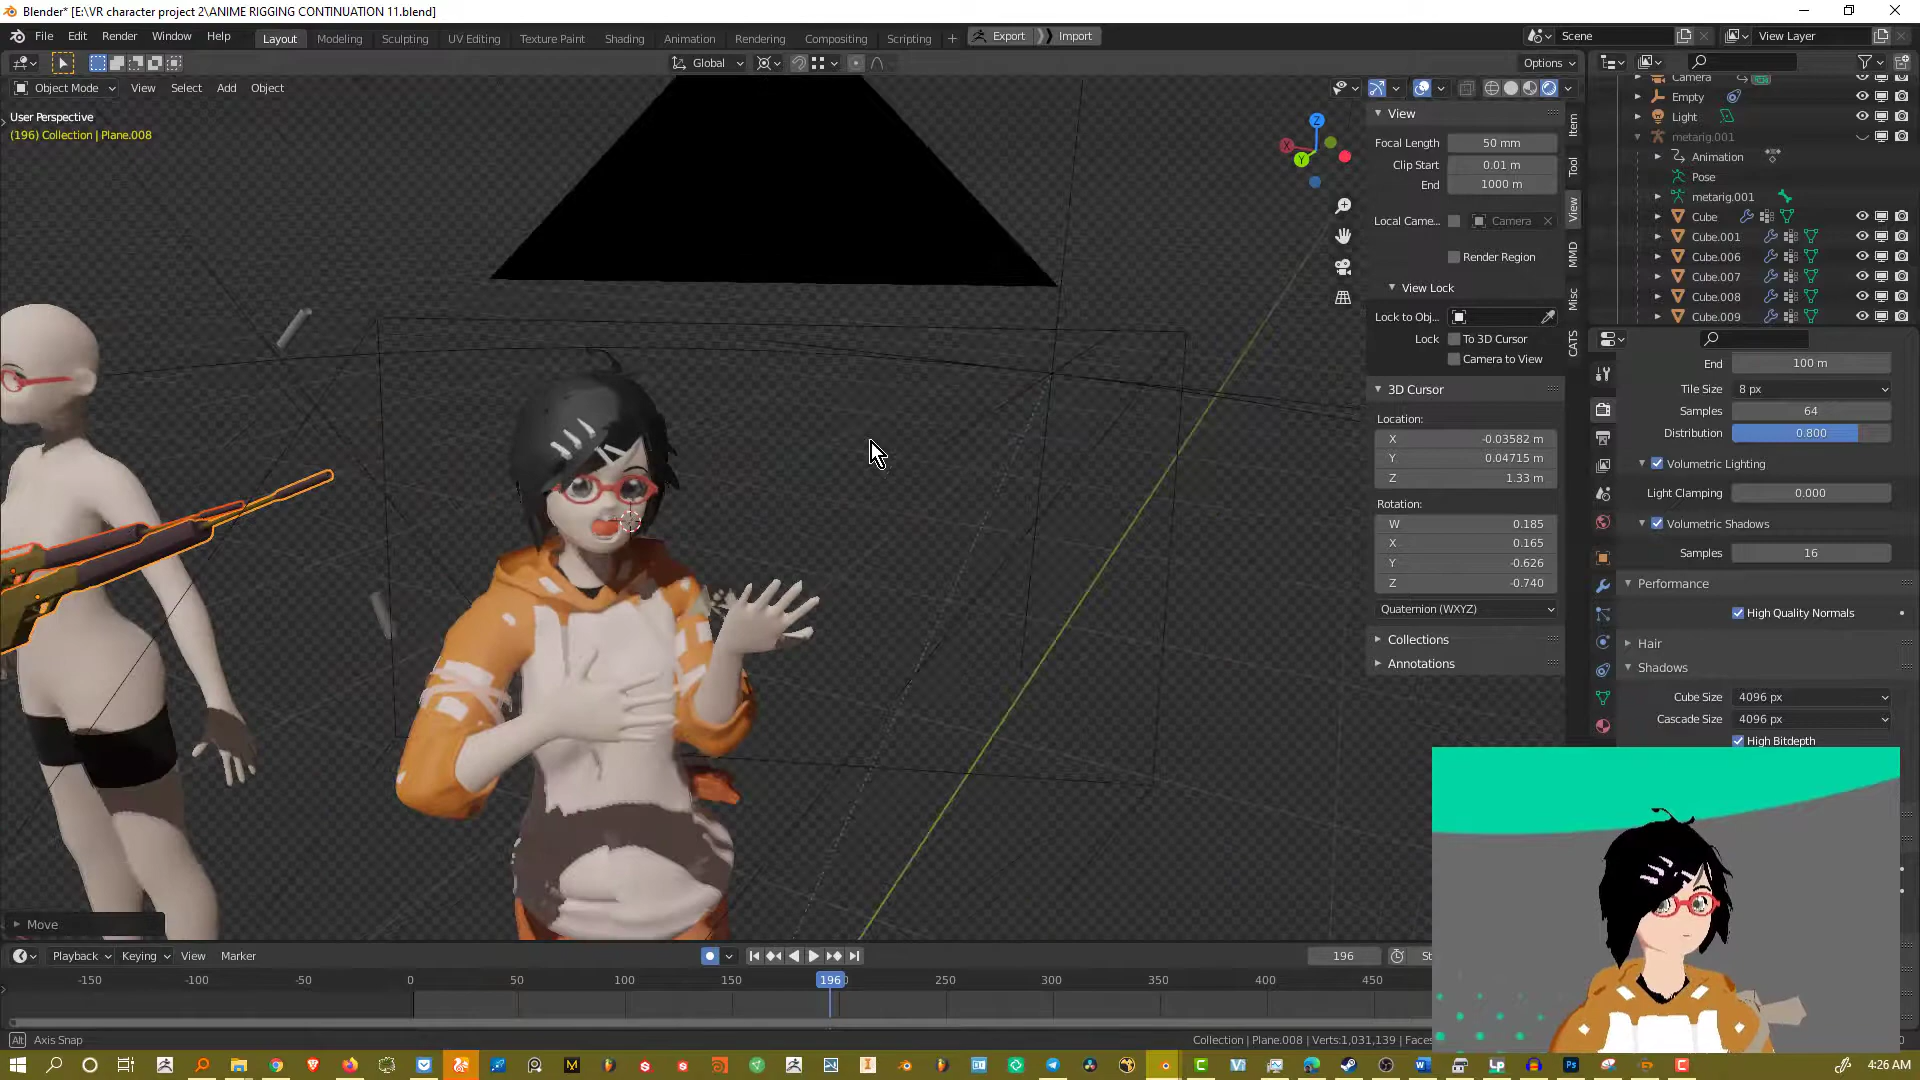 Blender* [E:\VR character project 2\ANIME RIGGING CONTINUATION 11.blend]
File Edit Render Window Help
Layout Modeling Sculpting UV Editing Texture Paint Shading Animation Rendering Compositing Scripting
Export Import
Scene
View Layer
Global
Options
Object Mode View Select Add Object
User Perspective
(196) Collection | Plane.008
X
Y
Z
View
Focal Length 50 mm
Clip Start 0.01 m
End 1000 m
Local Came... Camera
Render Region
View Lock
Lock to Obj...
Lock To 3D Cursor
Camera to View
3D Cursor
Location:
X -0.03582 m
Y 0.04715 m
Z 1.33 m
Rotation:
W 0.185
X 0.165
Y -0.626
Z -0.740
Quaternion (WXYZ)
Collections
Annotations
Item
Tool
View
MMD
Misc
CATS
Camera
Empty
Light
metarig.001
Animation
Pose
metarig.001
Cube
Cube.001
Cube.006
Cube.007
Cube.008
Cube.009
End 100 m
Tile Size 8 px
Samples 64
Distribution 0.800
Volumetric Lighting
Light Clamping 0.000
Volumetric Shadows
Samples 16
Performance
High Quality Normals
Hair
Shadows
Cube Size 4096 px
Cascade Size 4096 px
High Bitdepth
Move
Playback Keying View Marker
196
St
-150 -100 -50 0 50 100 150 196 250 300 350 400 450
Alt Axis Snap
Collection | Plane.008 | Verts:1,031,139 | Faces
4:26 AM